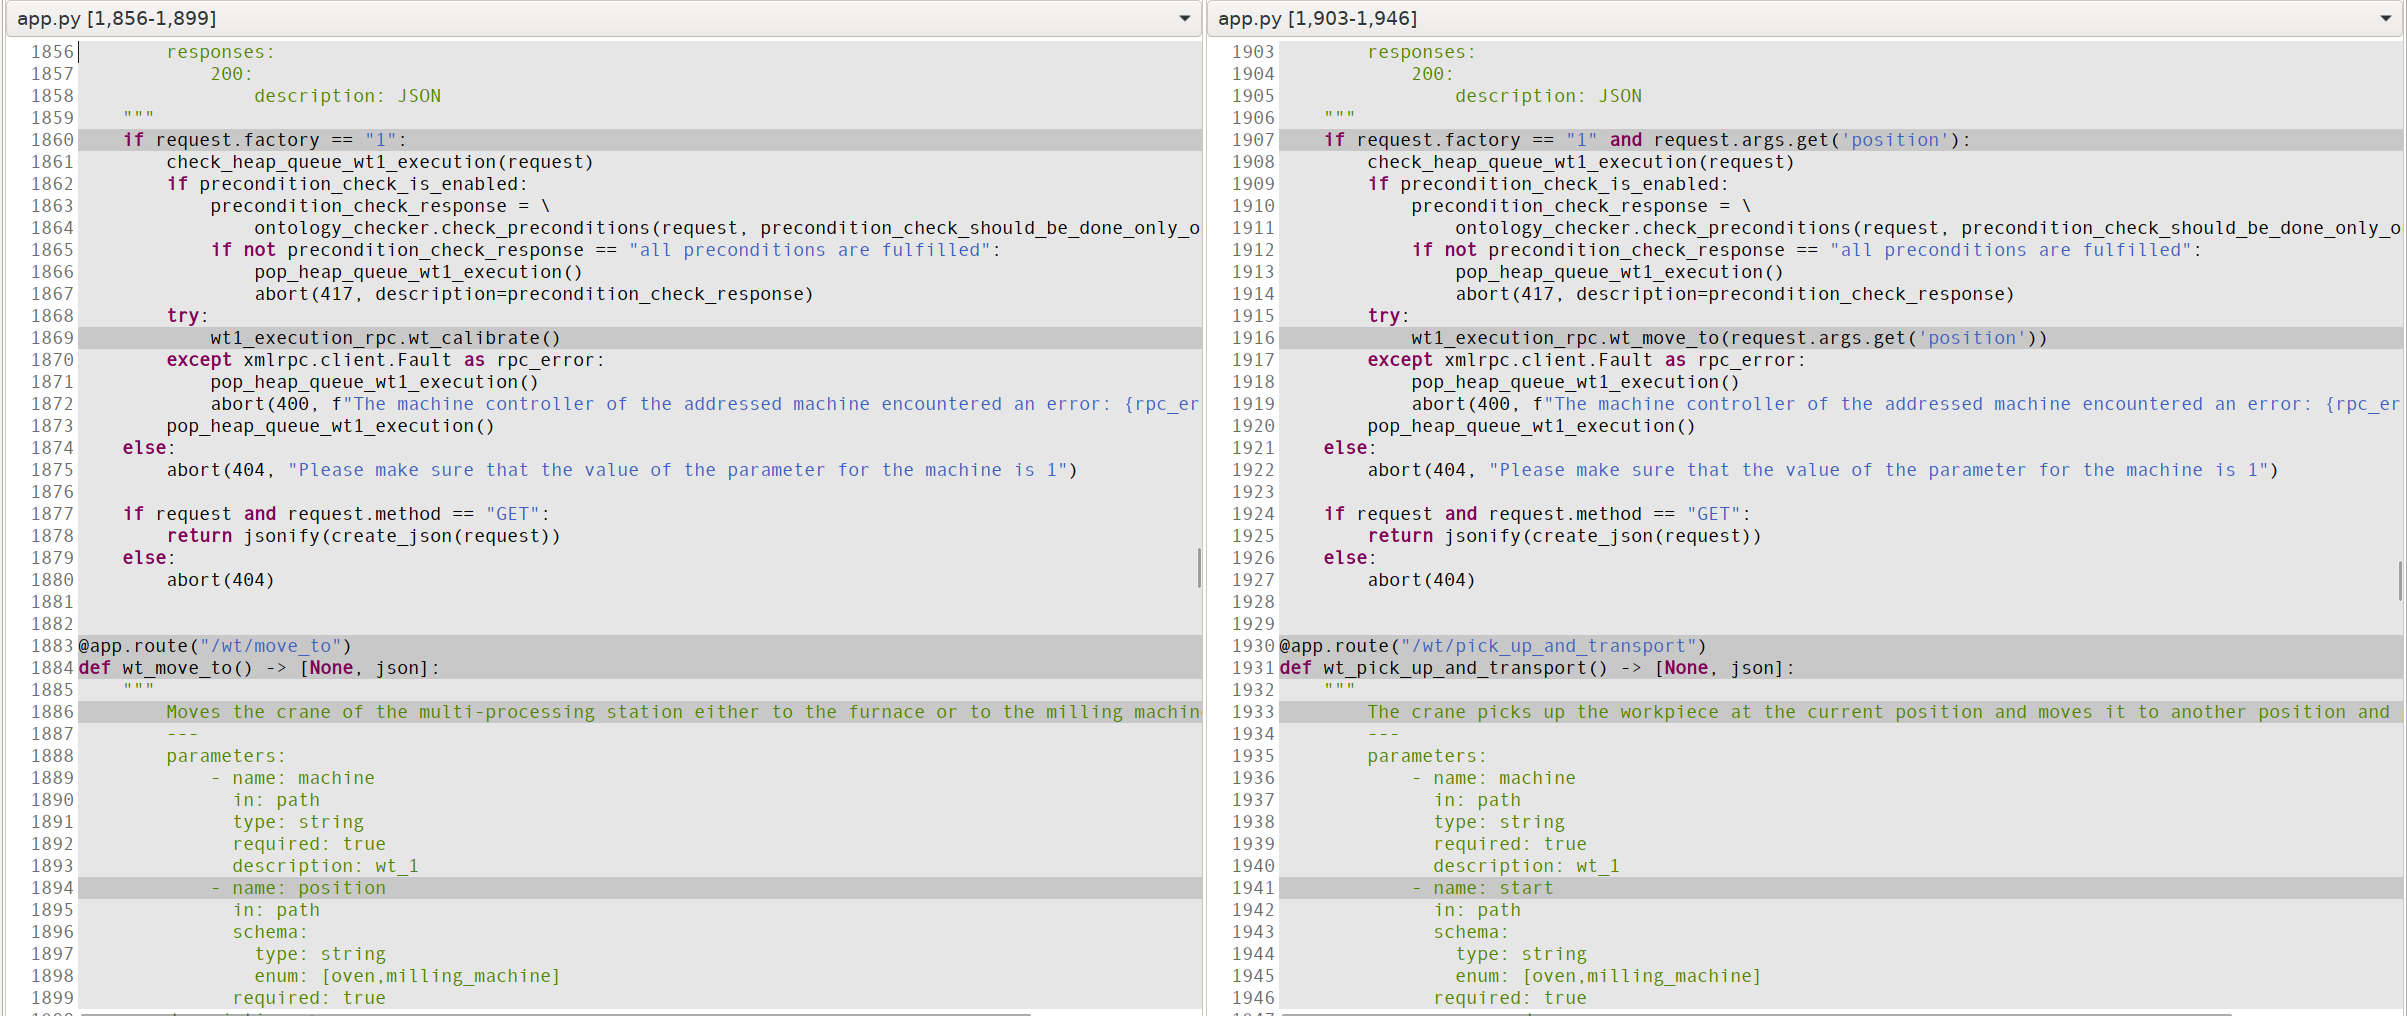 app.py [1,856-1,899]
1856         responses:
1857             200:
1858                 description: JSON
1859     """
1860     if request.factory == "1":
1861         check_heap_queue_wt1_execution(request)
1862         if precondition_check_is_enabled:
1863             precondition_check_response = \
1864                 ontology_checker.check_preconditions(request, precondition_check_should_be_done_only_o
1865             if not precondition_check_response == "all preconditions are fulfilled":
1866                 pop_heap_queue_wt1_execution()
1867                 abort(417, description=precondition_check_response)
1868         try:
1869             wt1_execution_rpc.wt_calibrate()
1870         except xmlrpc.client.Fault as rpc_error:
1871             pop_heap_queue_wt1_execution()
1872             abort(400, f"The machine controller of the addressed machine encountered an error: {rpc_er
1873         pop_heap_queue_wt1_execution()
1874     else:
1875         abort(404, "Please make sure that the value of the parameter for the machine is 1")
1876
1877     if request and request.method == "GET":
1878         return jsonify(create_json(request))
1879     else:
1880         abort(404)
1881
1882
1883 @app.route("/wt/move_to")
1884 def wt_move_to() -> [None, json]:
1885     """
1886         Moves the crane of the multi-processing station either to the furnace or to the milling machin
1887         ---
1888         parameters:
1889             - name: machine
1890               in: path
1891               type: string
1892               required: true
1893               description: wt_1
1894             - name: position
1895               in: path
1896               schema:
1897                 type: string
1898                 enum: [oven,milling_machine]
1899               required: true
app.py [1,903-1,946]
1903         responses:
1904             200:
1905                 description: JSON
1906     """
1907     if request.factory == "1" and request.args.get('position'):
1908         check_heap_queue_wt1_execution(request)
1909         if precondition_check_is_enabled:
1910             precondition_check_response = \
1911                 ontology_checker.check_preconditions(request, precondition_check_should_be_done_only_o
1912             if not precondition_check_response == "all preconditions are fulfilled":
1913                 pop_heap_queue_wt1_execution()
1914                 abort(417, description=precondition_check_response)
1915         try:
1916             wt1_execution_rpc.wt_move_to(request.args.get('position'))
1917         except xmlrpc.client.Fault as rpc_error:
1918             pop_heap_queue_wt1_execution()
1919             abort(400, f"The machine controller of the addressed machine encountered an error: {rpc_er
1920         pop_heap_queue_wt1_execution()
1921     else:
1922         abort(404, "Please make sure that the value of the parameter for the machine is 1")
1923
1924     if request and request.method == "GET":
1925         return jsonify(create_json(request))
1926     else:
1927         abort(404)
1928
1929
1930 @app.route("/wt/pick_up_and_transport")
1931 def wt_pick_up_and_transport() -> [None, json]:
1932     """
1933         The crane picks up the workpiece at the current position and moves it to another position and
1934         ---
1935         parameters:
1936             - name: machine
1937               in: path
1938               type: string
1939               required: true
1940               description: wt_1
1941             - name: start
1942               in: path
1943               schema:
1944                 type: string
1945                 enum: [oven,milling_machine]
1946               required: true